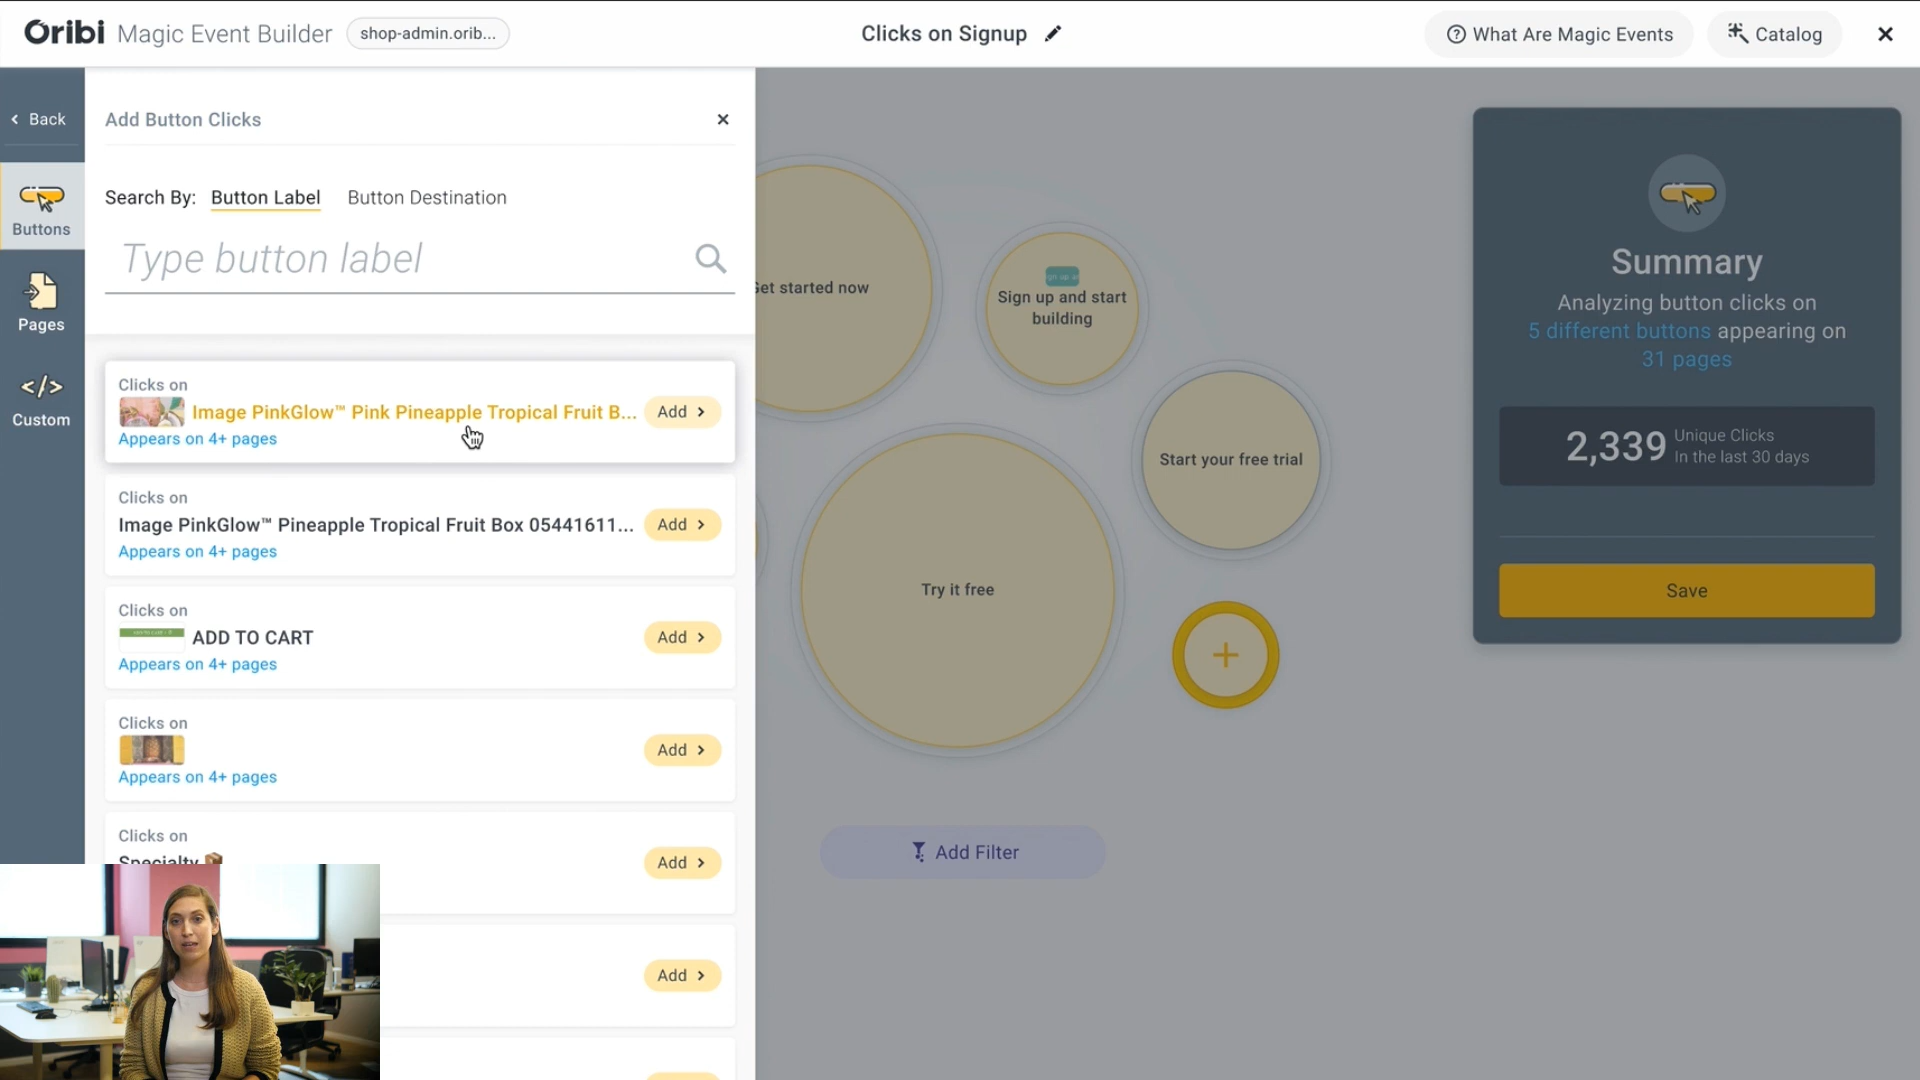 Oribi Magic Event Builder shop-admin.orib...
Clicks on Signup
What Are Magic Events
Catalog
Back
Buttons
Pages
</>
Custom
Add Button Clicks
Search By: Button Label Button Destination
Type button label
Clicks on
Image PinkGlow™ Pink Pineapple Tropical Fruit B... Add
Appears on 4+ pages
Clicks on
Image PinkGlow™ Pineapple Tropical Fruit Box 05441611... Add
Appears on 4+ pages
Clicks on
ADD TO CART Add
Appears on 4+ pages
Clicks on
Add
Appears on 4+ pages
Clicks on
Specialty Add
Add
Get started now
Sign up and start
building
Start your free trial
Try it free
Add Filter
Summary
Analyzing button clicks on
5 different buttons appearing on
31 pages
2,339 Unique Clicks
In the last 30 days
Save